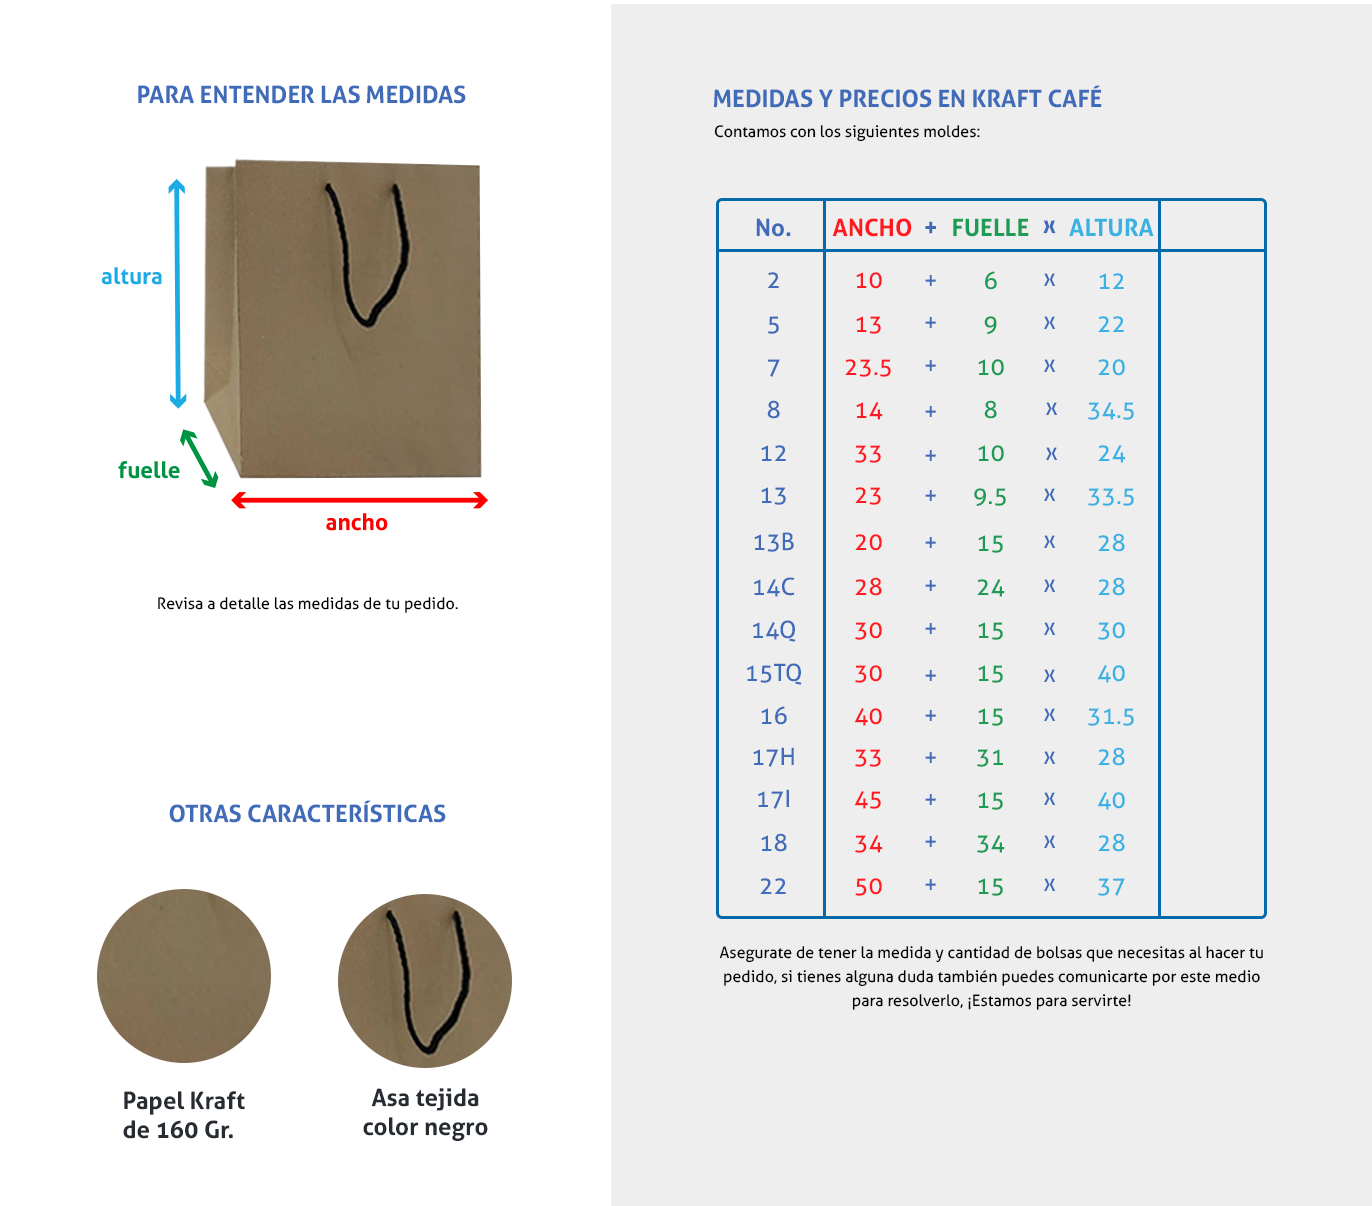 PARA ENTENDER LAS MEDIDAS
altura
fuelle
ancho
Revisa a detalle las medidas de tu pedido.
OTRAS CARACTERÍSTICAS
Papel Kraft
de 160 Gr.
Asa tejida
color negro
MEDIDAS Y PRECIOS EN KRAFT CAFÉ
Contamos con los siguientes moldes:
No. ANCHO + FUELLE x ALTURA
2 10 + 6 x 12
5 13 + 9 x 22
7 23.5 + 10 x 20
8 14 + 8 x 34.5
12 33 + 10 x 24
13 23 + 9.5 x 33.5
13B 20 + 15 x 28
14C 28 + 24 x 28
14Q 30 + 15 x 30
15TQ 30 + 15 x 40
16 40 + 15 x 31.5
17H 33 + 31 x 28
17I 45 + 15 x 40
18 34 + 34 x 28
22 50 + 15 x 37
Asegurate de tener la medida y cantidad de bolsas que necesitas al hacer tu
pedido, si tienes alguna duda también puedes comunicarte por este medio
para resolverlo, ¡Estamos para servirte!